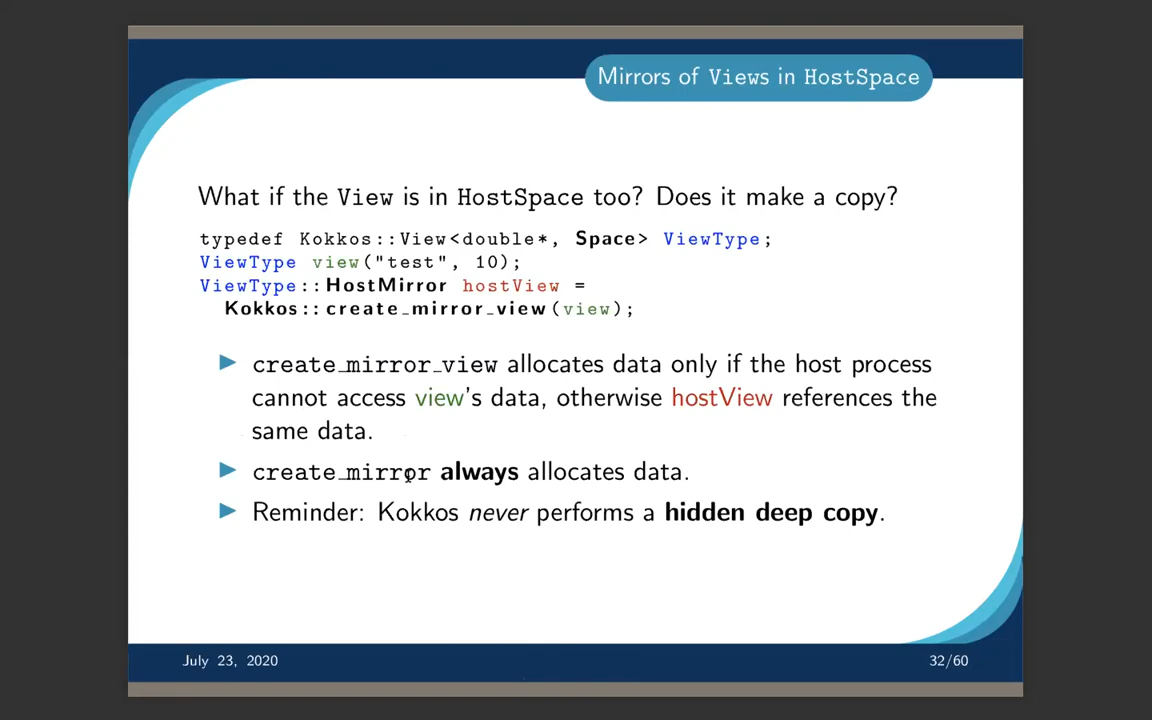 Mirrors of Views in HostSpace
What if the View is in HostSpace too? Does it make a copy?
typedef Kokkos::View<double*, Space> ViewType;
ViewType view("test", 10);
ViewType::HostMirror hostView =
Kokkos::create_mirror_view(view);
create_mirror_view allocates data only if the host process
cannot access view's data, otherwise hostView references the
same data.
create_mirror always allocates data.
Reminder: Kokkos never performs a hidden deep copy.
July 23, 2020
32/60